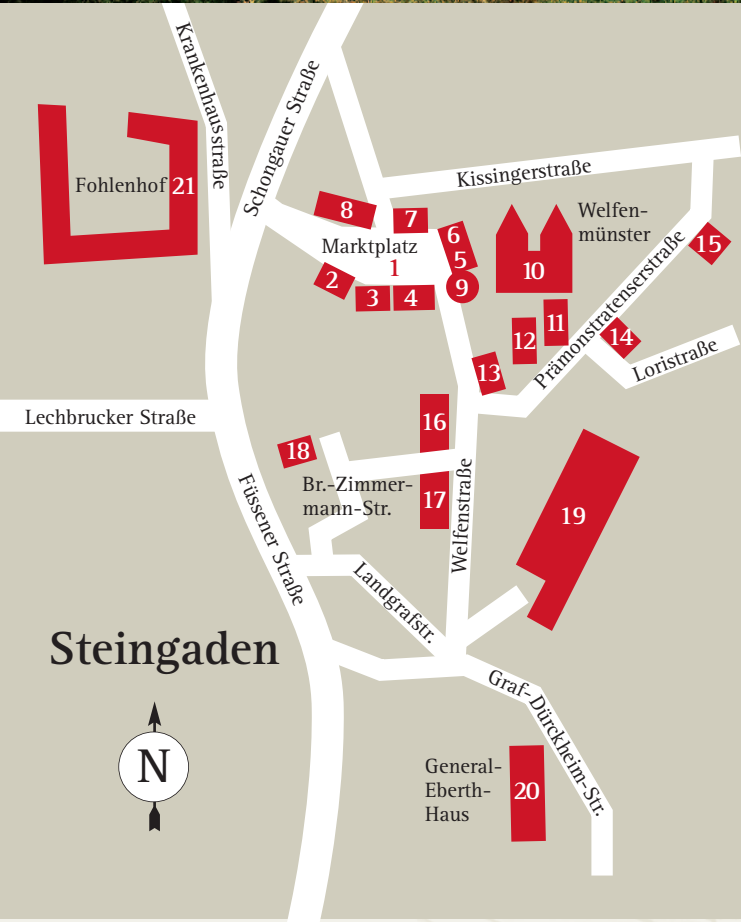 Krankenhausstraße
Schongauer Straße
Fohlenhof 21
Kissingerstraße
8
7
6
5
Marktplatz
1
2
3
4
9
Welfen-
münster
10
15
11
12
13
14
Prämonstratenserstraße
Loristraße
Lechbrucker Straße
16
18
Br.-Zimmer-
mann-Str.
17
Welfenstraße
19
Füssener Straße
Landgrafstr.
Steingaden
N
Graf-Dürckheim-Str.
General-
Eberth-
Haus
20